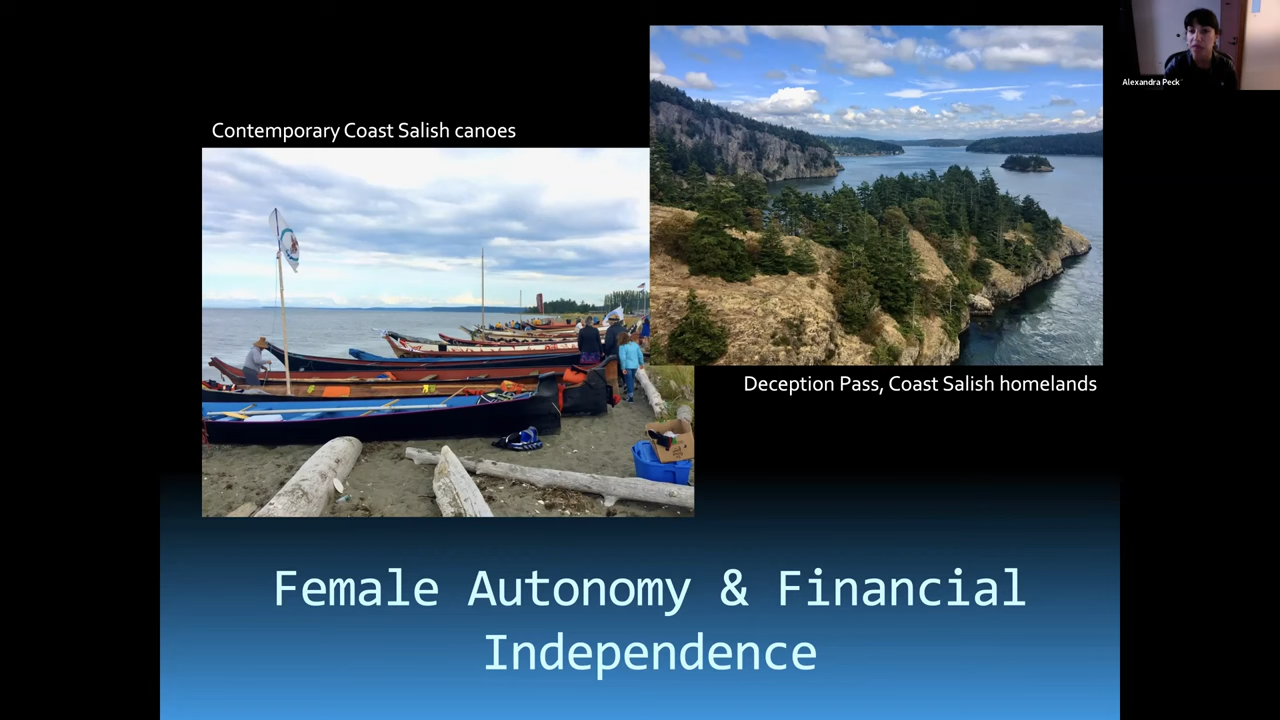 Alexandra Peck
Contemporary Coast Salish canoes
Deception Pass, Coast Salish homelands
Female Autonomy & Financial
Independence